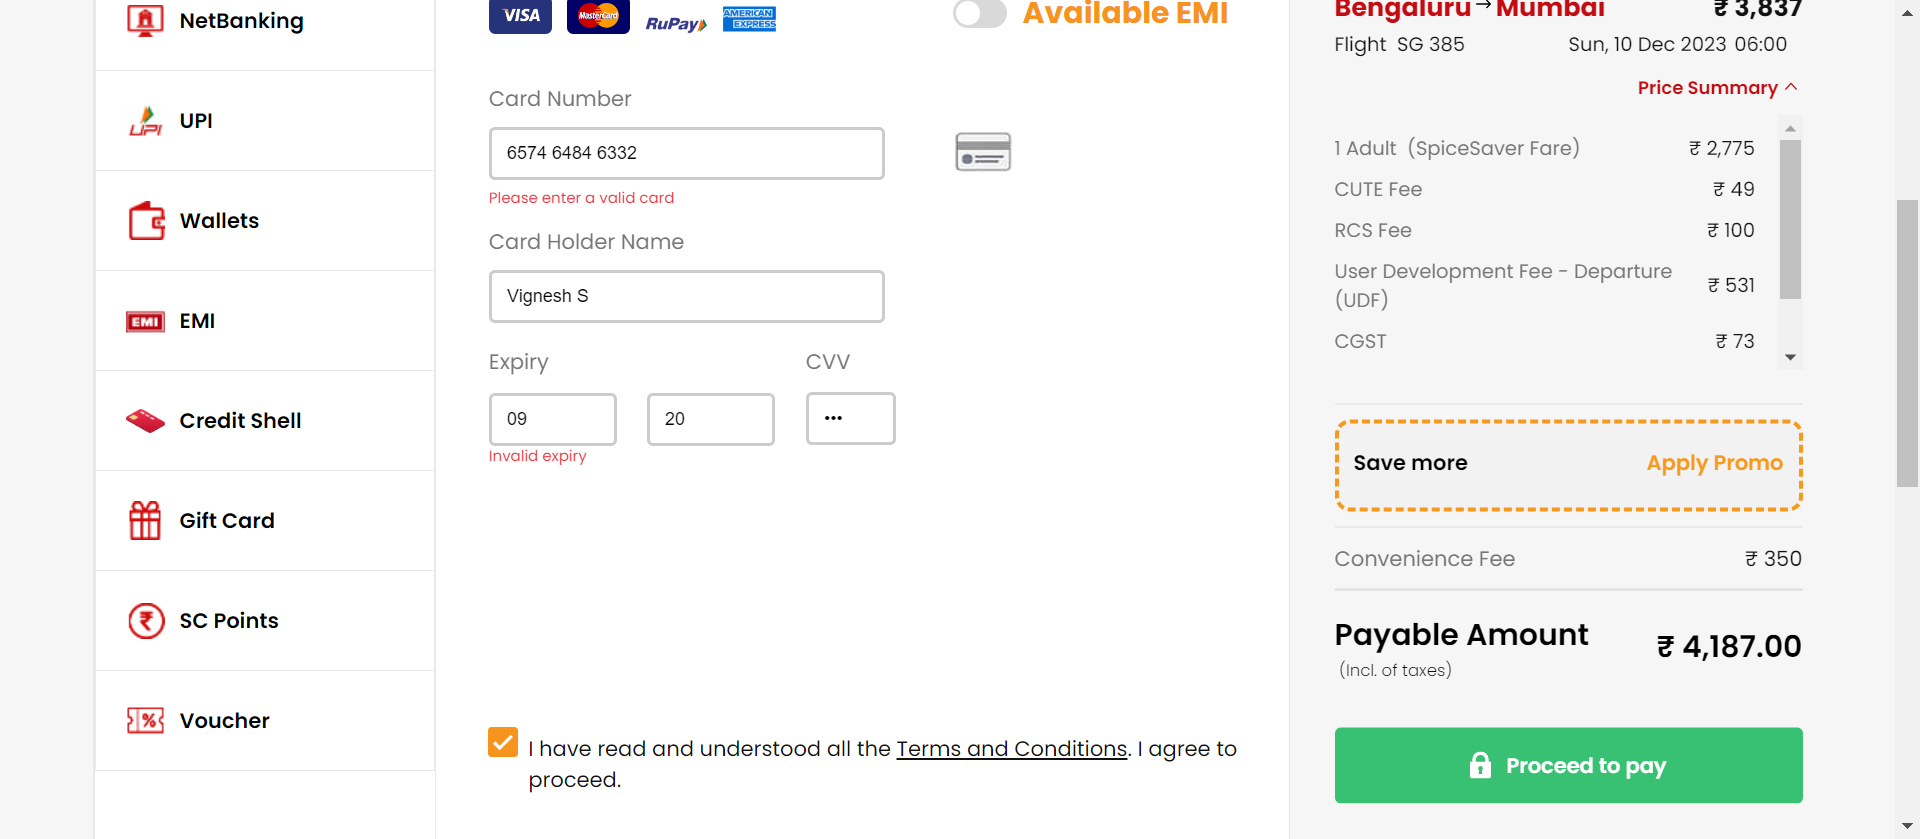 NetBanking
UPI
UPI
Wallets
EMI
EMI
Credit Shell
Gift Card
SC Points
%
Voucher
VISA
MasterCard
RuPay
AMERICAN
EXPRESS
Available EMI
Card Number
6574 6484 6332
Please enter a valid card
Card Holder Name
Vignesh S
Expiry
CVV
09
20
•••
Invalid expiry
I have read and understood all the Terms and Conditions. I agree to
proceed.
Bengaluru → Mumbai ₹ 3,837
Flight SG 385 Sun, 10 Dec 2023 06:00
Price Summary
1 Adult (SpiceSaver Fare) ₹ 2,775
CUTE Fee ₹ 49
RCS Fee ₹ 100
User Development Fee - Departure
(UDF) ₹ 531
CGST ₹ 73
Save more Apply Promo
Convenience Fee ₹ 350
Payable Amount ₹ 4,187.00
(Incl. of taxes)
Proceed to pay